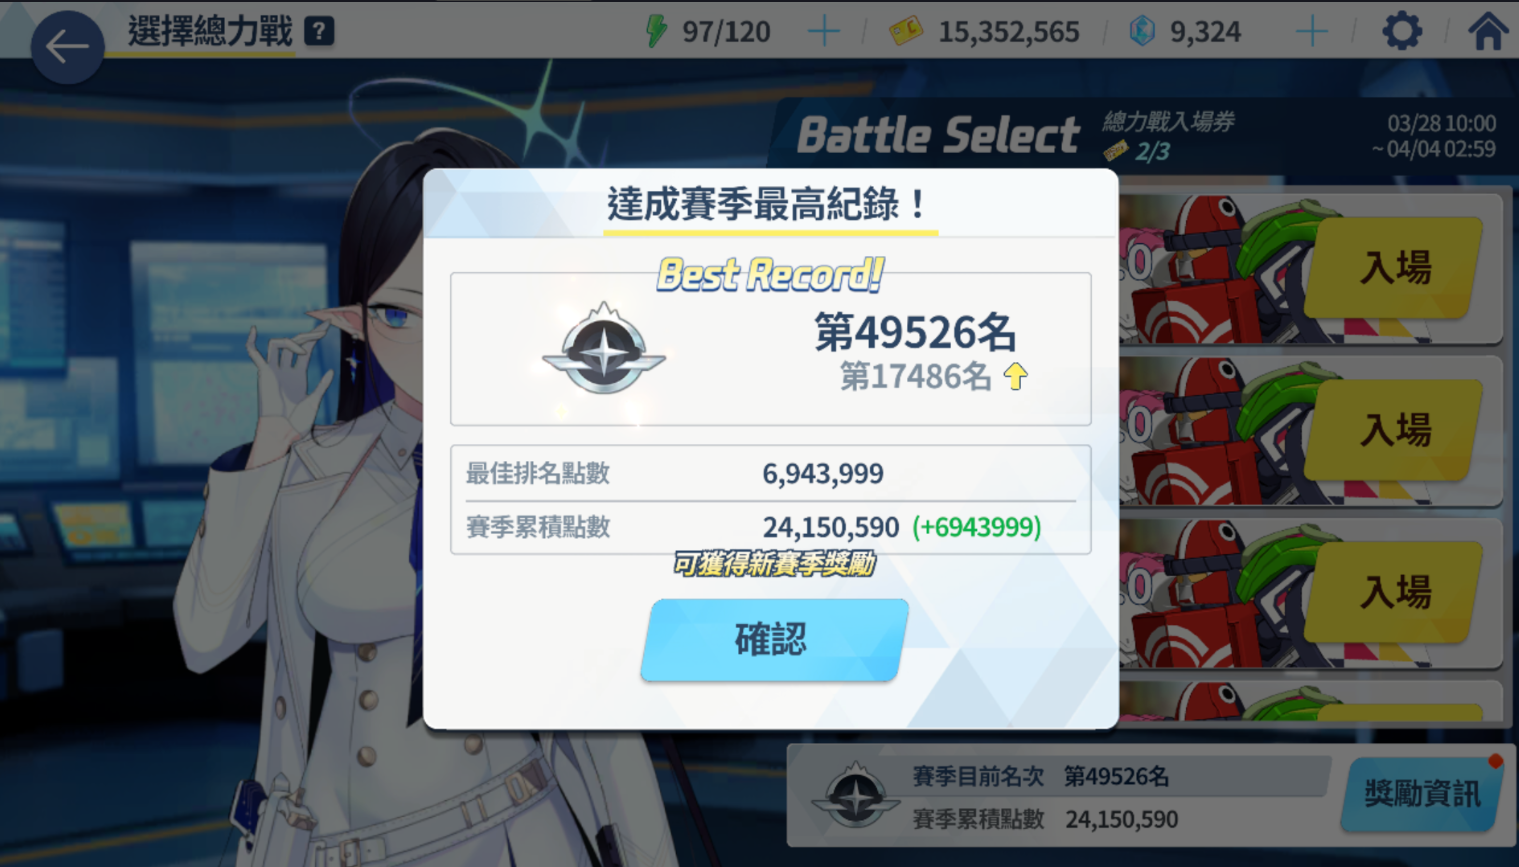 選擇總力戰 ?
97/120
15,352,565
9,324
Battle Select
總力戰入場券
2/3
03/28 10:00
~ 04/04 02:59
達成賽季最高紀錄！
Best Record!
第49526名
第17486名
最佳排名點數 6,943,999
賽季累積點數 24,150,590 (+6943999)
可獲得新賽季獎勵
確認
入場
入場
入場
賽季目前名次 第49526名
賽季累積點數 24,150,590
獎勵資訊